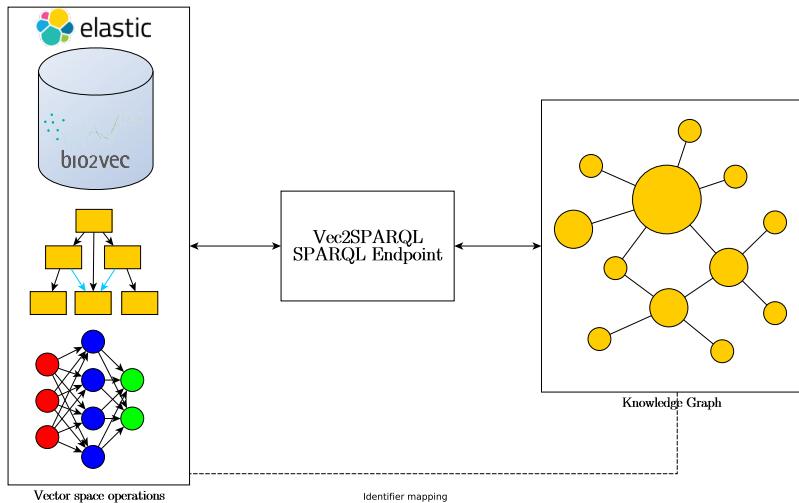 elastic
bio2vec
Vec2SPARQL
SPARQL Endpoint
Knowledge Graph
Vector space operations
Identifier mapping